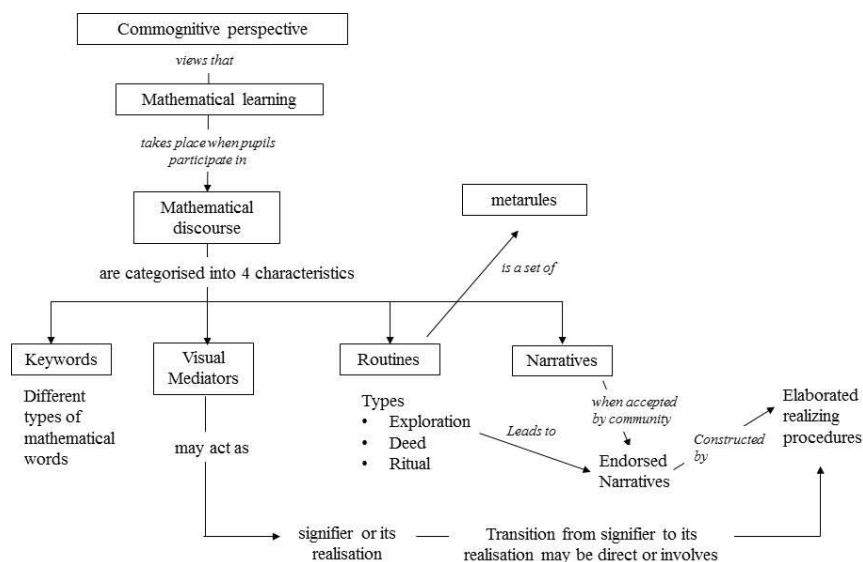 Commognitive perspective
views that
Mathematical learning
takes place when pupils
participate in
Mathematical
discourse
metarules
are categorised into 4 characteristics
is a set of
Keywords
Visual
Mediators
Routines
Narratives
Different
types of
mathematical
words
may act as
Types
• Exploration
• Deed
• Ritual
Leads to
when accepted
by community
Endorsed
Narratives
Constructed
by
Elaborated
realizing
procedures
signifier or its
realisation
Transition from signifier to its
realisation may be direct or involves